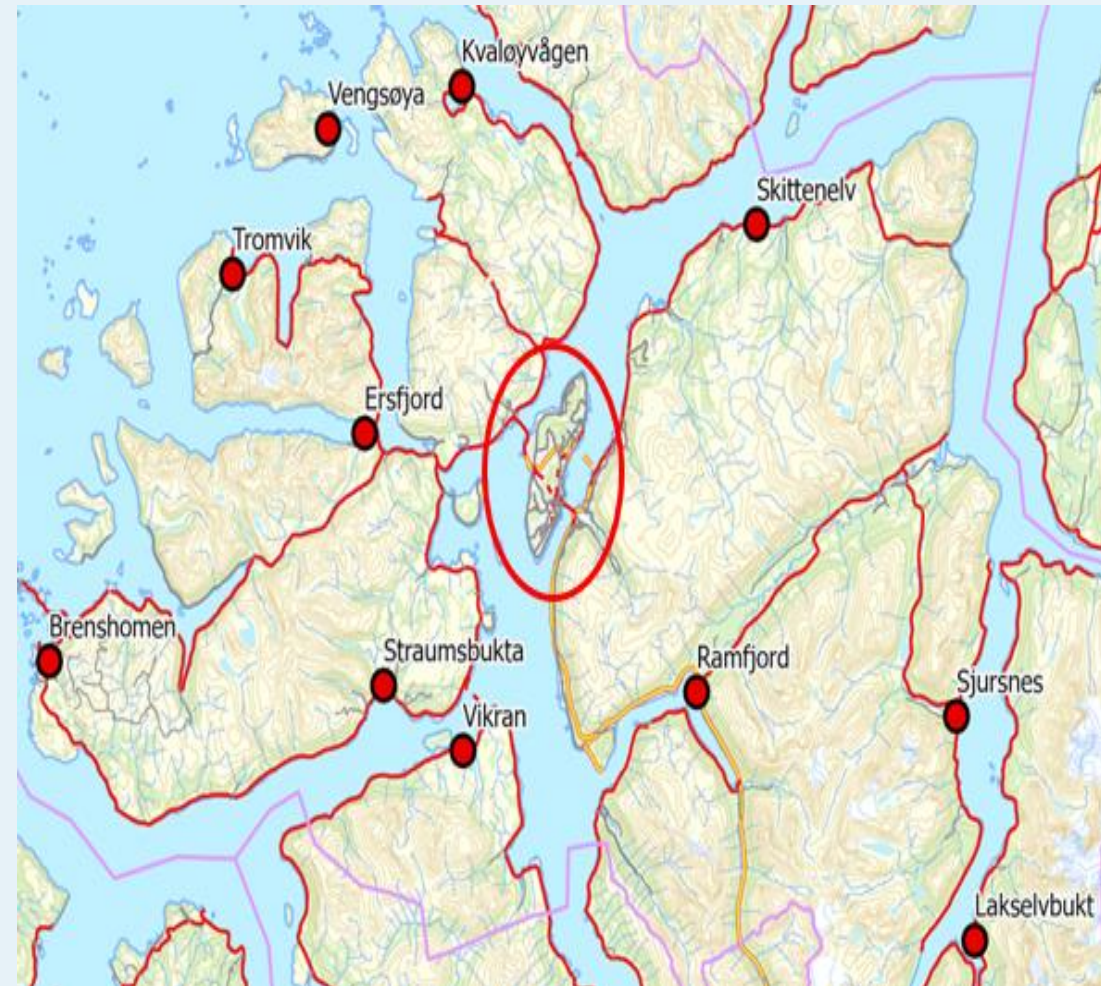 Kvaløyvågen
Vengsøya
Skittenelv
Tromvik
Ersfjord
Brenshomen
Straumsbukta
Ramfjord
Sjursnes
Vikran
Lakselvbukt